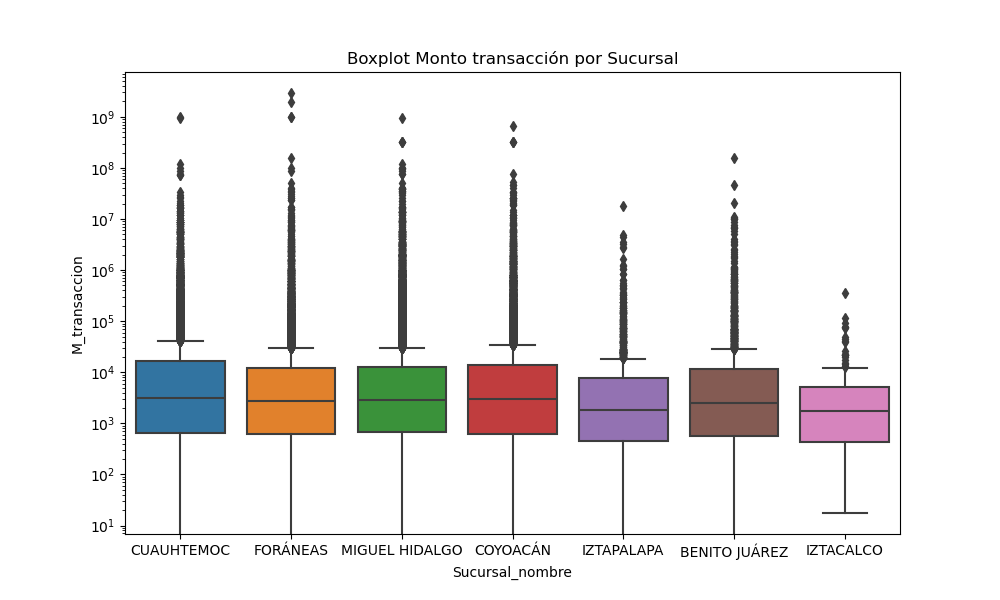 Boxplot Monto transacción por Sucursal
M_transaccion
10⁹
10⁸
10⁷
10⁶
10⁵
10⁴
10³
10²
10¹
CUAUHTEMOC FORÁNEAS MIGUEL HIDALGO COYOACÁN IZTAPALAPA BENITO JUÁREZ IZTACALCO
Sucursal_nombre